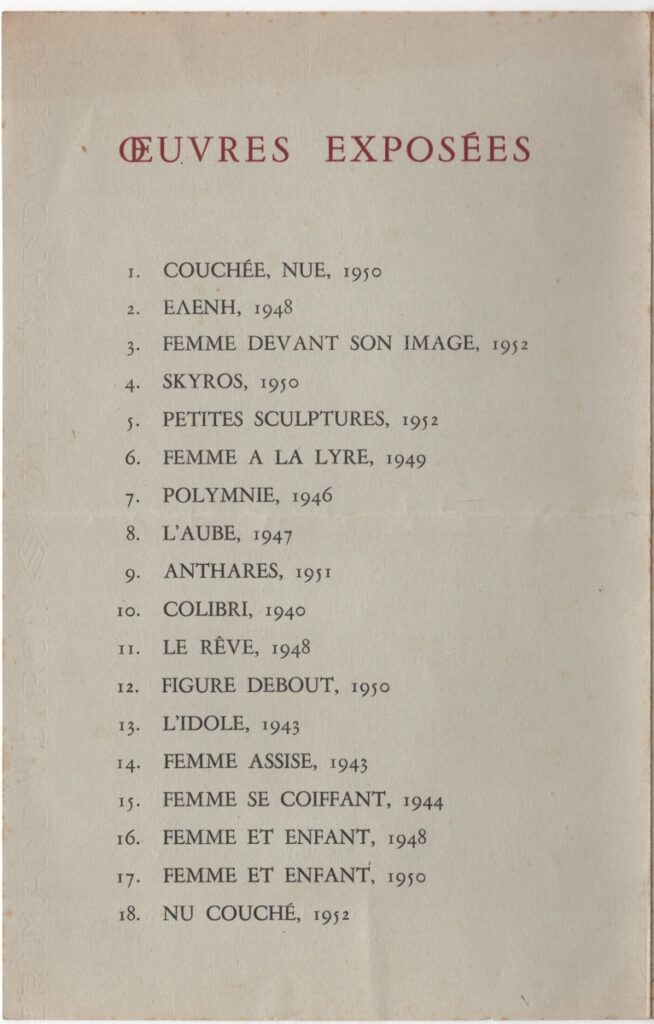 ŒUVRES EXPOSÉES
1. COUCHÉE, NUE, 1950
2. ΕΛΕΝΗ, 1948
3. FEMME DEVANT SON IMAGE, 1952
4. SKYROS, 1950
5. PETITES SCULPTURES, 1952
6. FEMME A LA LYRE, 1949
7. POLYMNIE, 1946
8. L'AUBE, 1947
9. ANTHARES, 1951
10. COLIBRI, 1940
11. LE RÊVE, 1948
12. FIGURE DEBOUT, 1950
13. L'IDOLE, 1943
14. FEMME ASSISE, 1943
15. FEMME SE COIFFANT, 1944
16. FEMME ET ENFANT, 1948
17. FEMME ET ENFANT, 1950
18. NU COUCHÉ, 1952